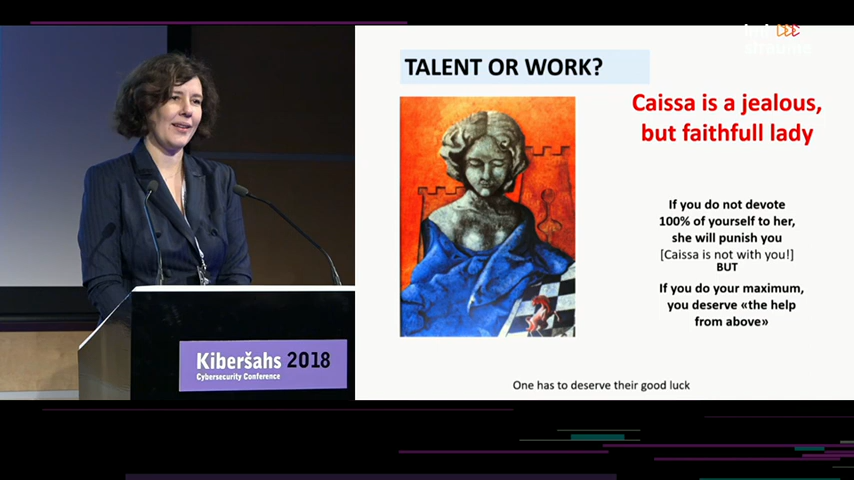 TALENT OR WORK?
Caissa is a jealous,
but faithfull lady
If you do not devote
100% of yourself to her,
she will punish you
[Caissa is not with you!]
BUT
If you do your maximum,
you deserve «the help
from above»
One has to deserve their good luck
Kiberšahs 2018
Cybersecurity Conference